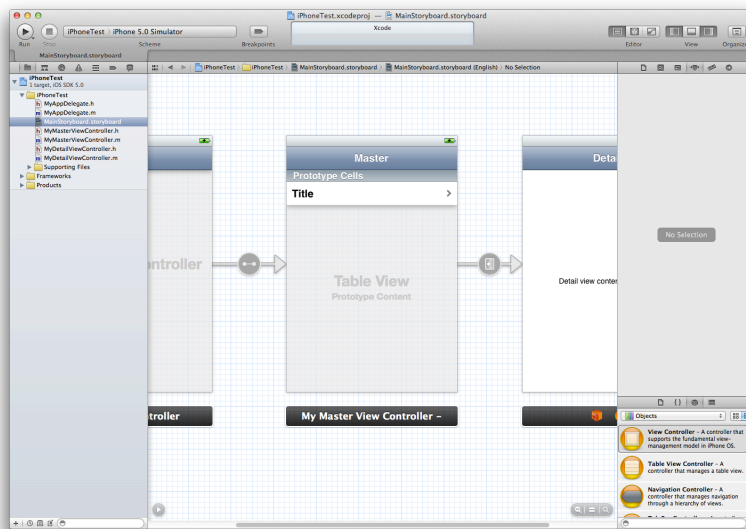 iPhoneTest.xcodeproj — MainStoryboard.storyboard
iPhoneTest
iPhone 5.0 Simulator
Xcode
Run
Stop
Scheme
Breakpoints
Editor
View
Organiz
MainStoryboard.storyboard
iPhoneTest
iPhoneTest
MainStoryboard.storyboard
MainStoryboard.storyboard (English)
No Selection
iPhoneTest
1 target, iOS SDK 5.0
iPhoneTest
h MyAppDelegate.h
m MyAppDelegate.m
MainStoryboard.storyboard
h MyMasterViewController.h
m MyMasterViewController.m
h MyDetailViewController.h
m MyDetailViewController.m
Supporting Files
Frameworks
Products
ontroller
troller
Master
Prototype Cells
Title
Table View
Prototype Content
My Master View Controller –
Deta
Detail view conten
No Selection
Objects
View Controller – A controller that
supports the fundamental view-
management model in iPhone OS.
Table View Controller – A
controller that manages a table view.
Navigation Controller – A
controller that manages navigation
through a hierarchy of views.